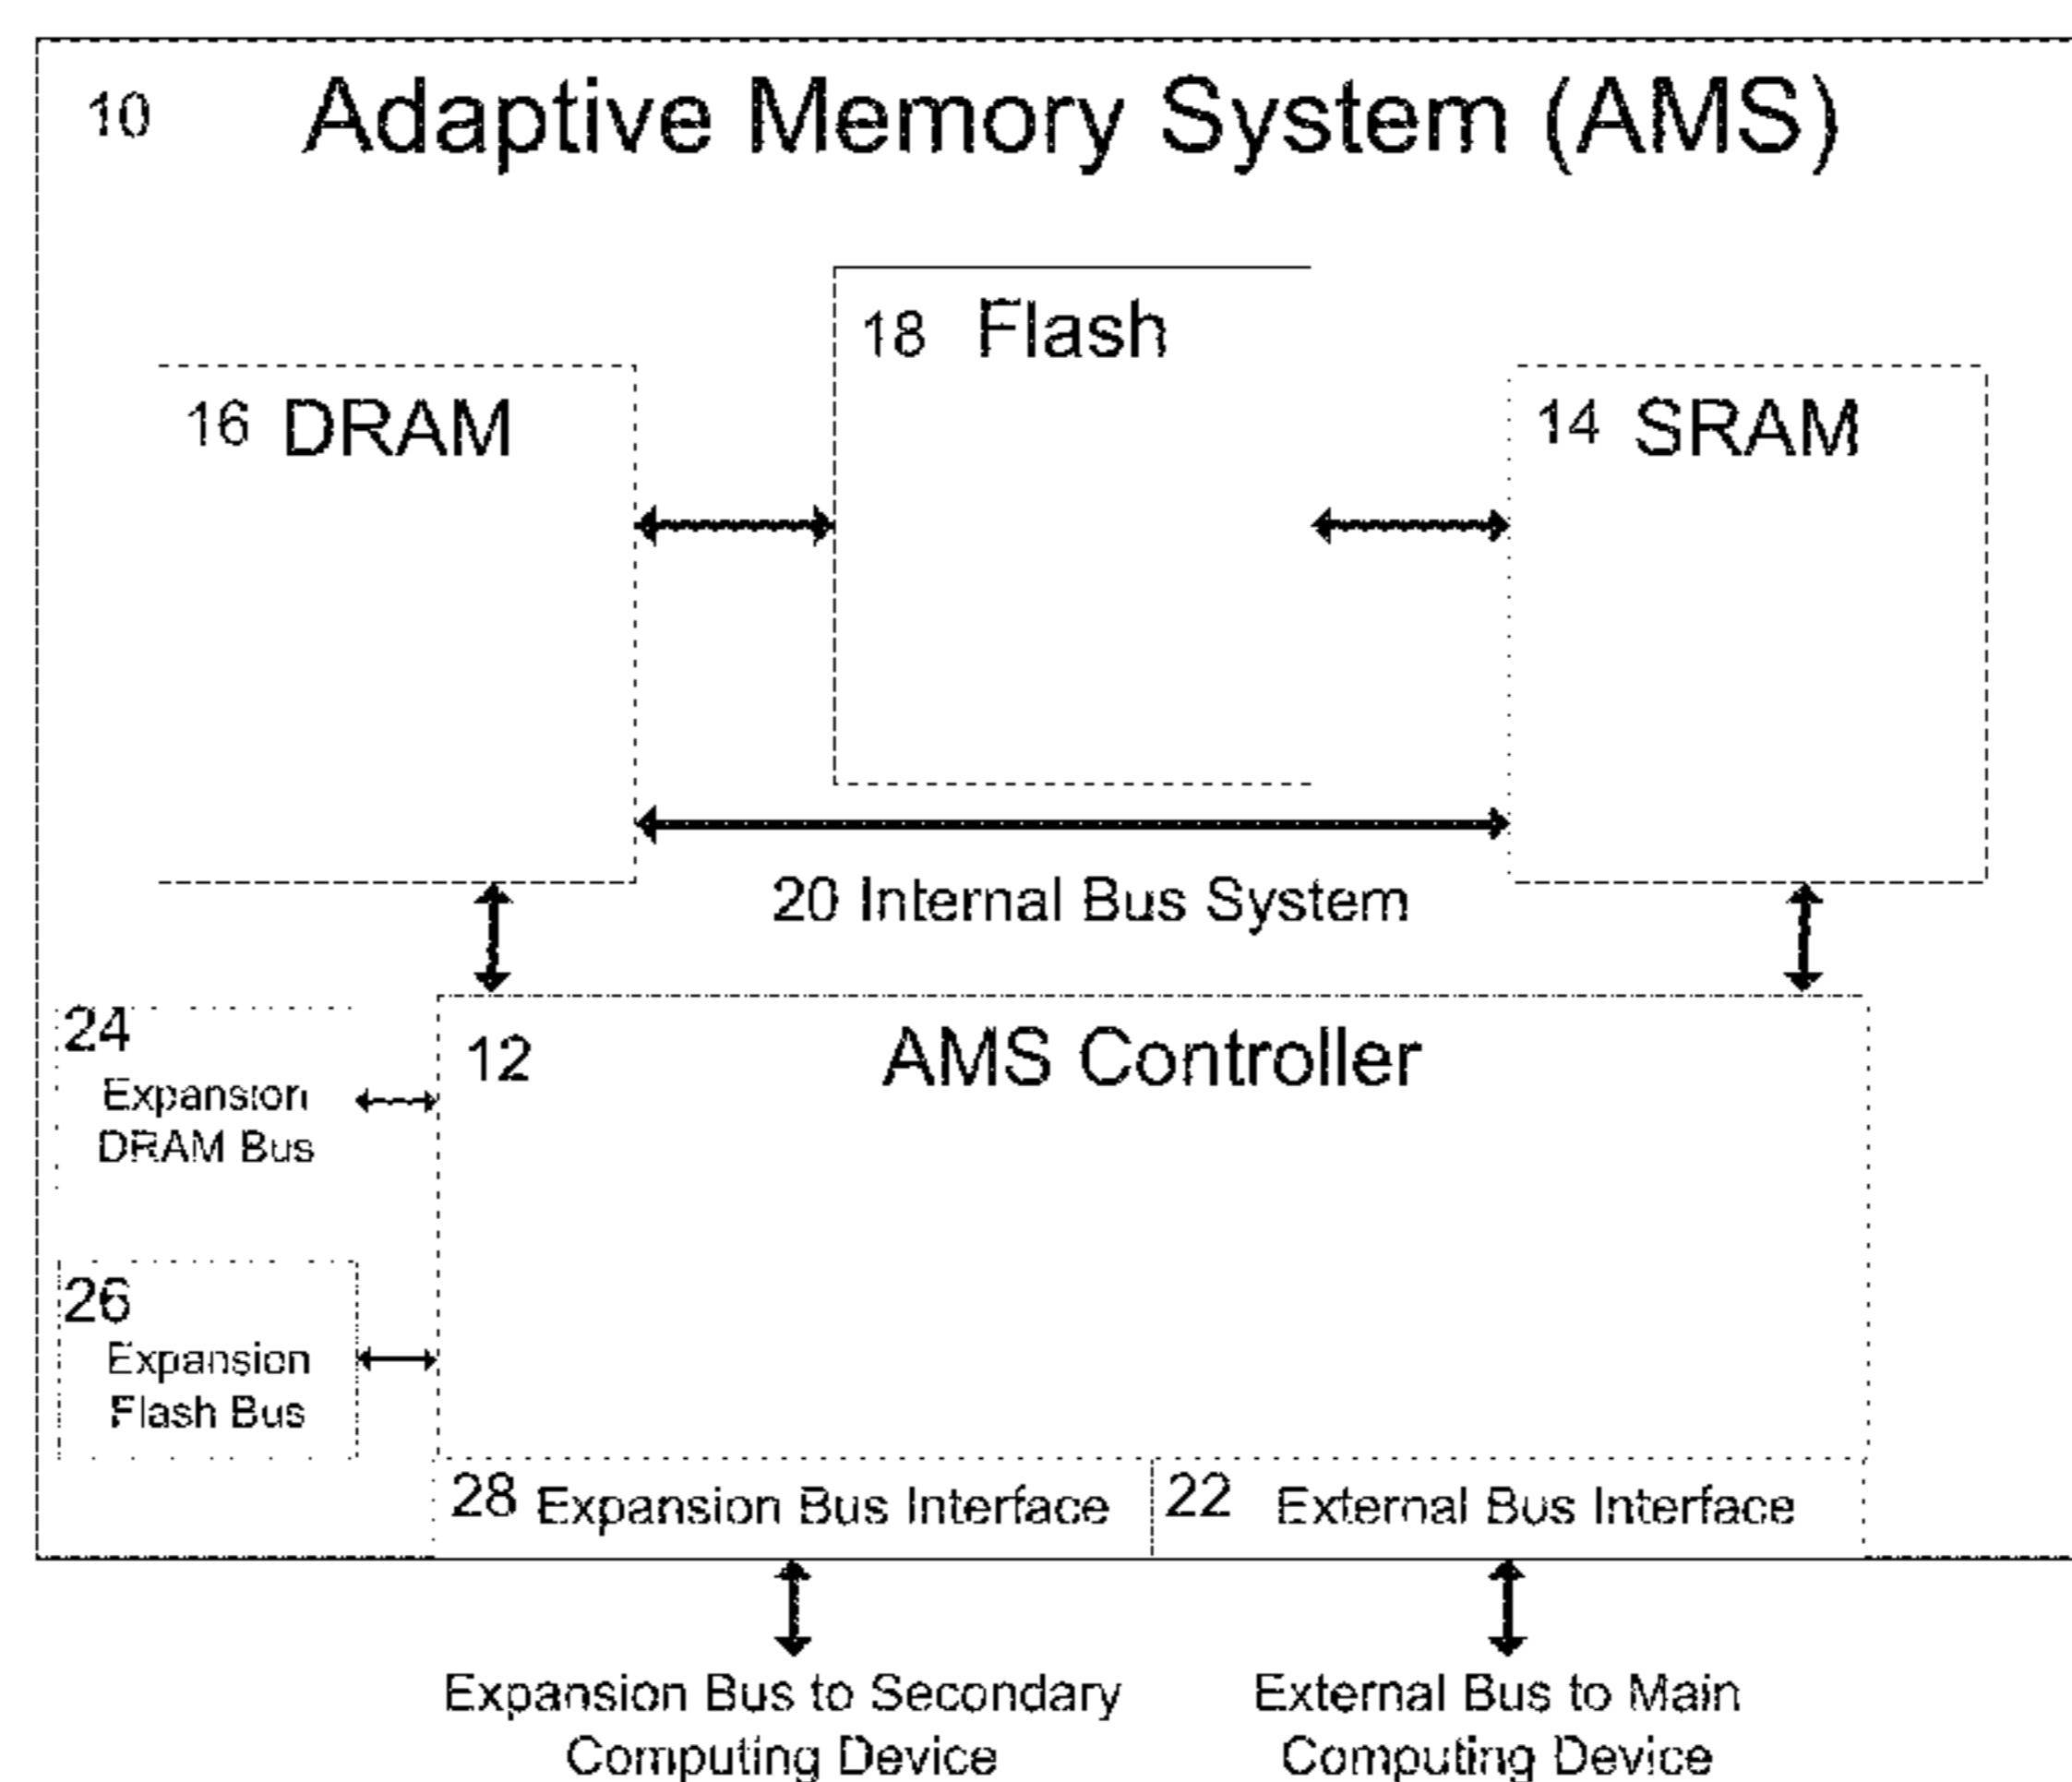 10 Adaptive Memory System (AMS)
18 Flash
16 DRAM
14 SRAM
20 Internal Bus System
24
Expansion
DRAM Bus
12 AMS Controller
26
Expansion
Flash Bus
28 Expansion Bus Interface
22 External Bus Interface
Expansion Bus to Secondary
Computing Device
External Bus to Main
Computing Device